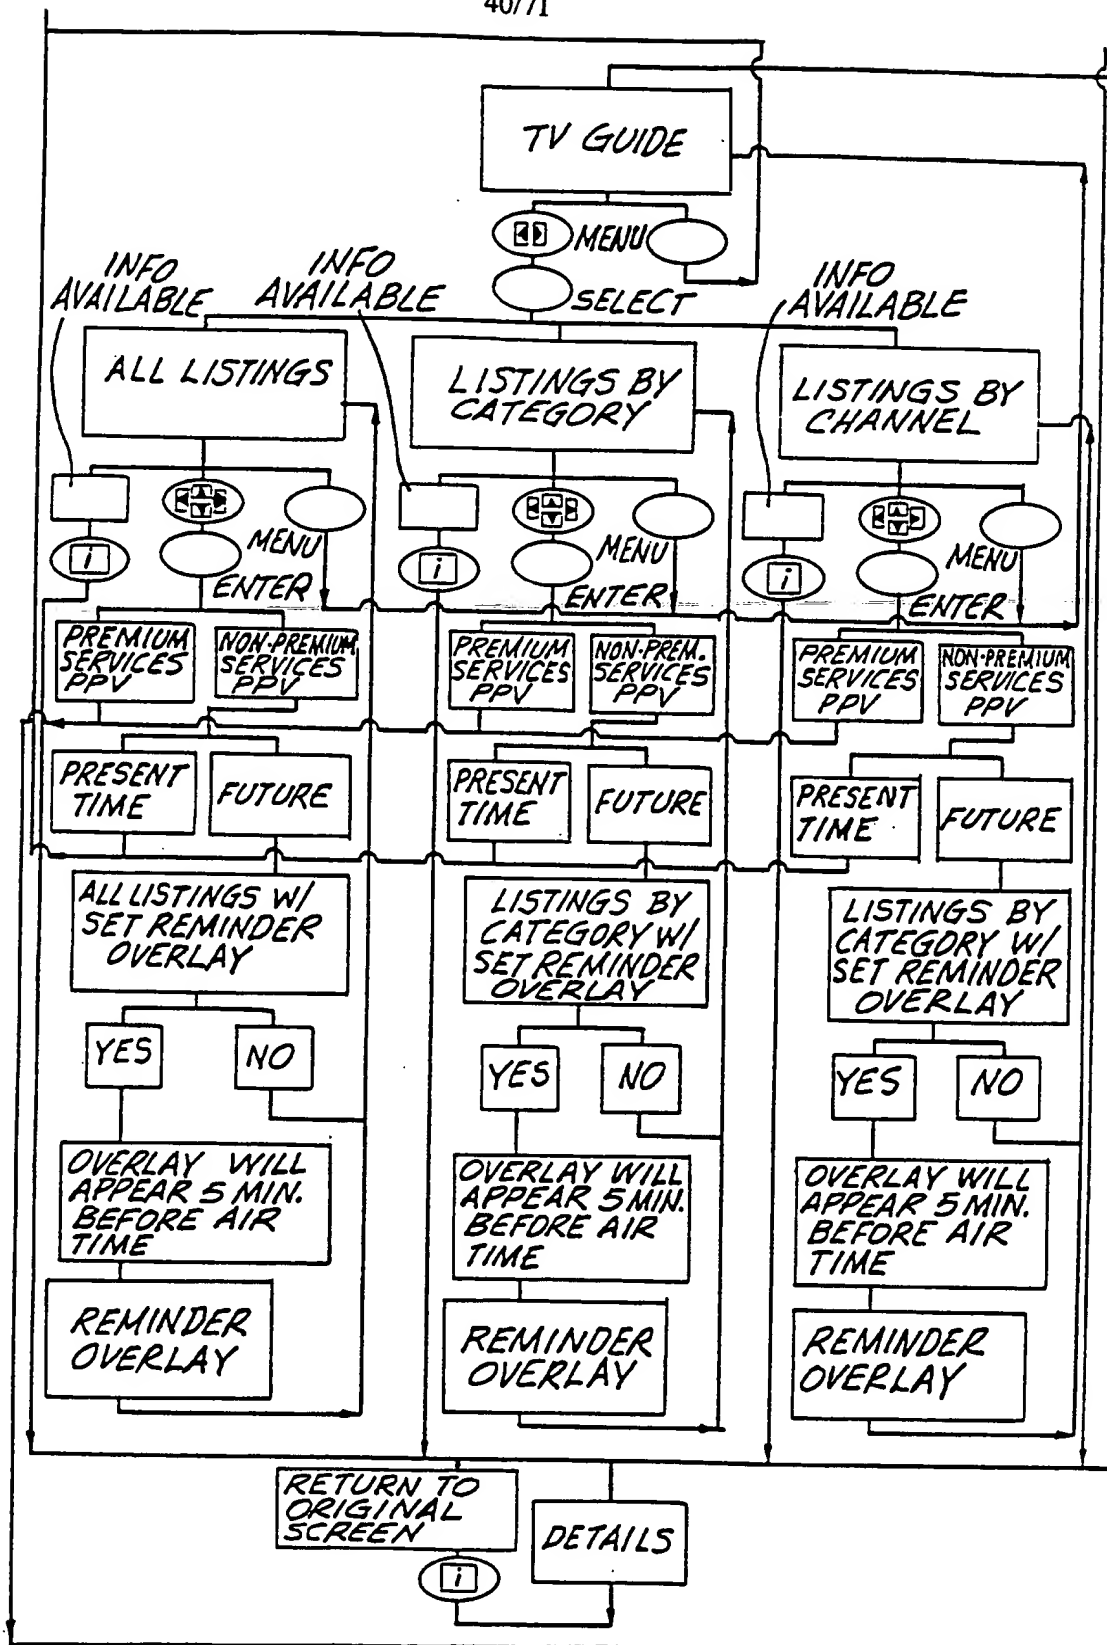 40/71
TV GUIDE
MENU
SELECT
INFO
AVAILABLE
INFO
AVAILABLE
INFO
AVAILABLE
ALL LISTINGS
LISTINGS BY
CATEGORY
LISTINGS BY
CHANNEL
i
MENU
ENTER
i
MENU
ENTER
i
MENU
ENTER
PREMIUM
SERVICES
PPV
NON-PREMIUM
SERVICES
PPV
PREMIUM
SERVICES
PPV
NON-PREM.
SERVICES
PPV
PREMIUM
SERVICES
PPV
NON-PREMIUM
SERVICES
PPV
PRESENT
TIME
FUTURE
PRESENT
TIME
FUTURE
PRESENT
TIME
FUTURE
ALL LISTINGS W/
SET REMINDER
OVERLAY
LISTINGS BY
CATEGORY W/
SET REMINDER
OVERLAY
LISTINGS BY
CATEGORY W/
SET REMINDER
OVERLAY
YES
NO
YES
NO
YES
NO
OVERLAY WILL
APPEAR 5 MIN.
BEFORE AIR
TIME
OVERLAY WILL
APPEAR 5 MIN.
BEFORE AIR
TIME
OVERLAY WILL
APPEAR 5 MIN.
BEFORE AIR
TIME
REMINDER
OVERLAY
REMINDER
OVERLAY
REMINDER
OVERLAY
RETURN TO
ORIGINAL
SCREEN
i
DETAILS